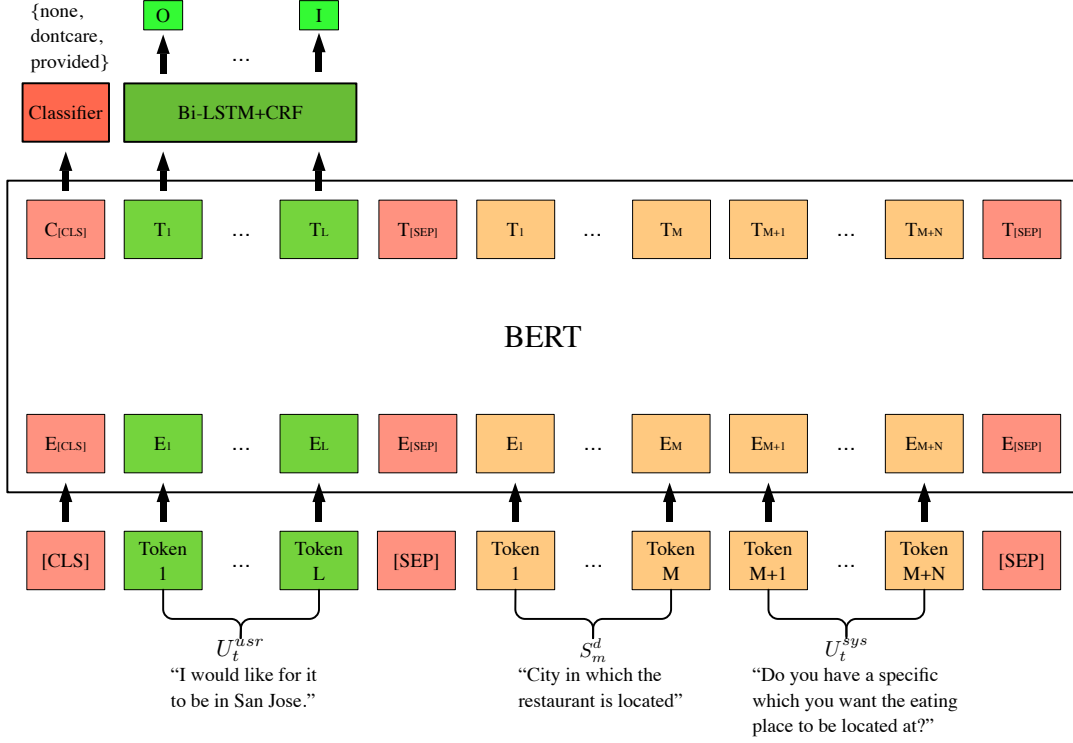 {none,
dontcare,
provided}
O ... I
Classifier Bi-LSTM+CRF
C[CLS] T1 ... TL T[SEP] T1 ... TM TM+1 ... TM+N T[SEP]
BERT
E[CLS] E1 ... EL E[SEP] E1 ... EM EM+1 ... EM+N E[SEP]
[CLS] Token 1 ... Token L [SEP] Token 1 ... Token M Token M+1 ... Token M+N [SEP]
U_t^{usr} S_m^d U_t^{sys}
“I would like for it
to be in San Jose.”
“City in which the
restaurant is located”
“Do you have a specific
which you want the eating
place to be located at?”